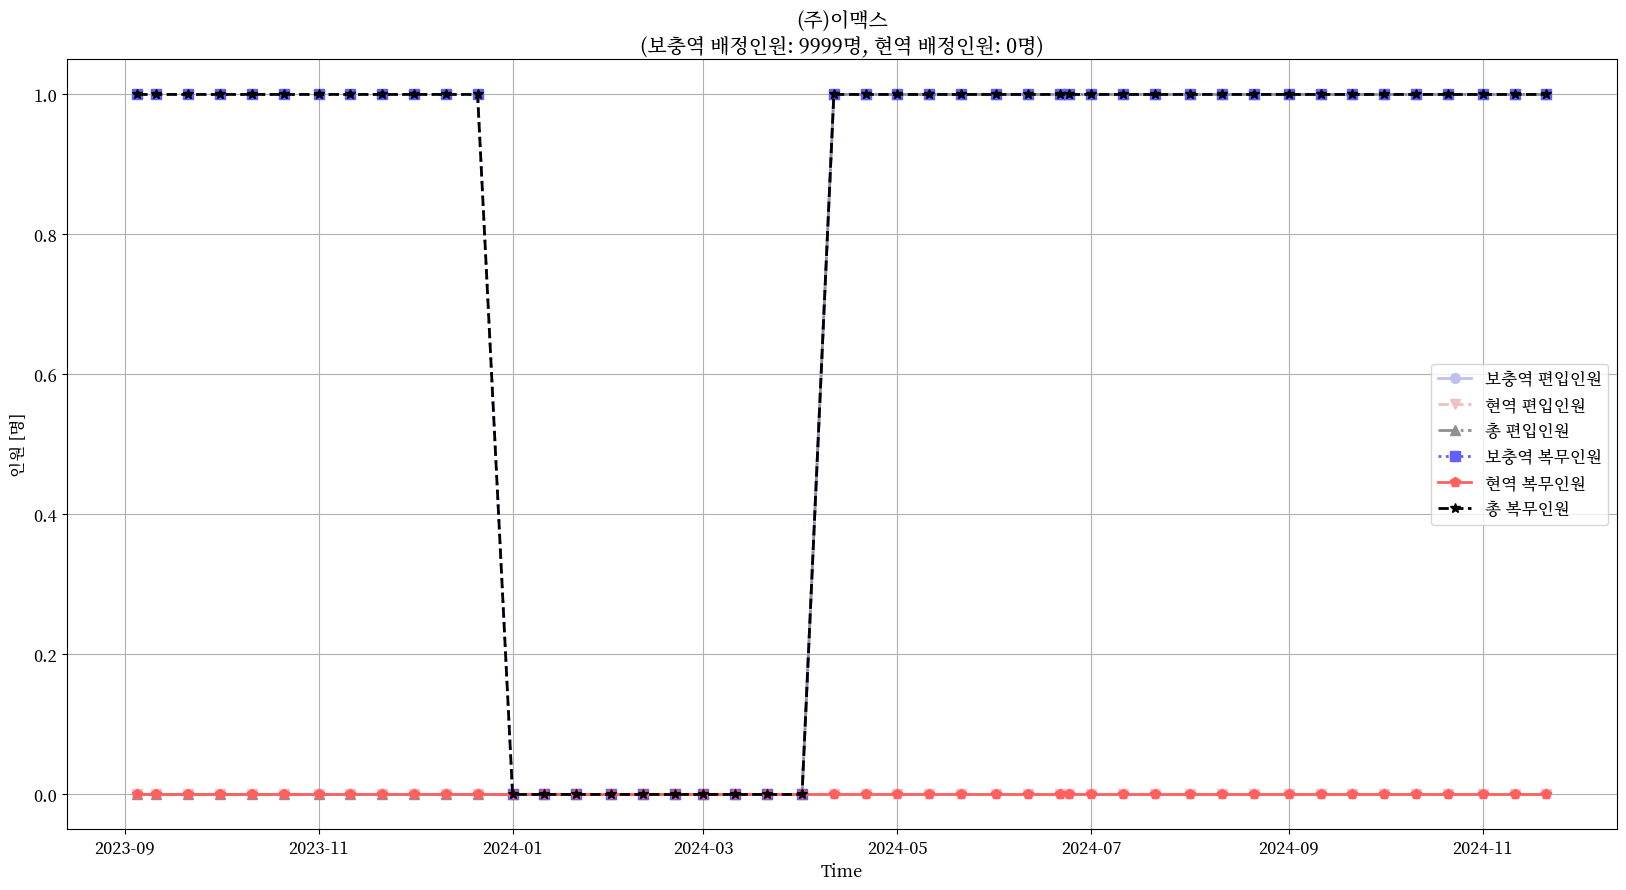 (주)이맥스
(보충역 배정인원: 9999명, 현역 배정인원: 0명)
인원 [명]
1.0
0.8
0.6
0.4
0.2
0.0
보충역 편입인원
현역 편입인원
총 편입인원
보충역 복무인원
현역 복무인원
총 복무인원
2023-09
2023-11
2024-01
2024-03
2024-05
2024-07
2024-09
2024-11
Time